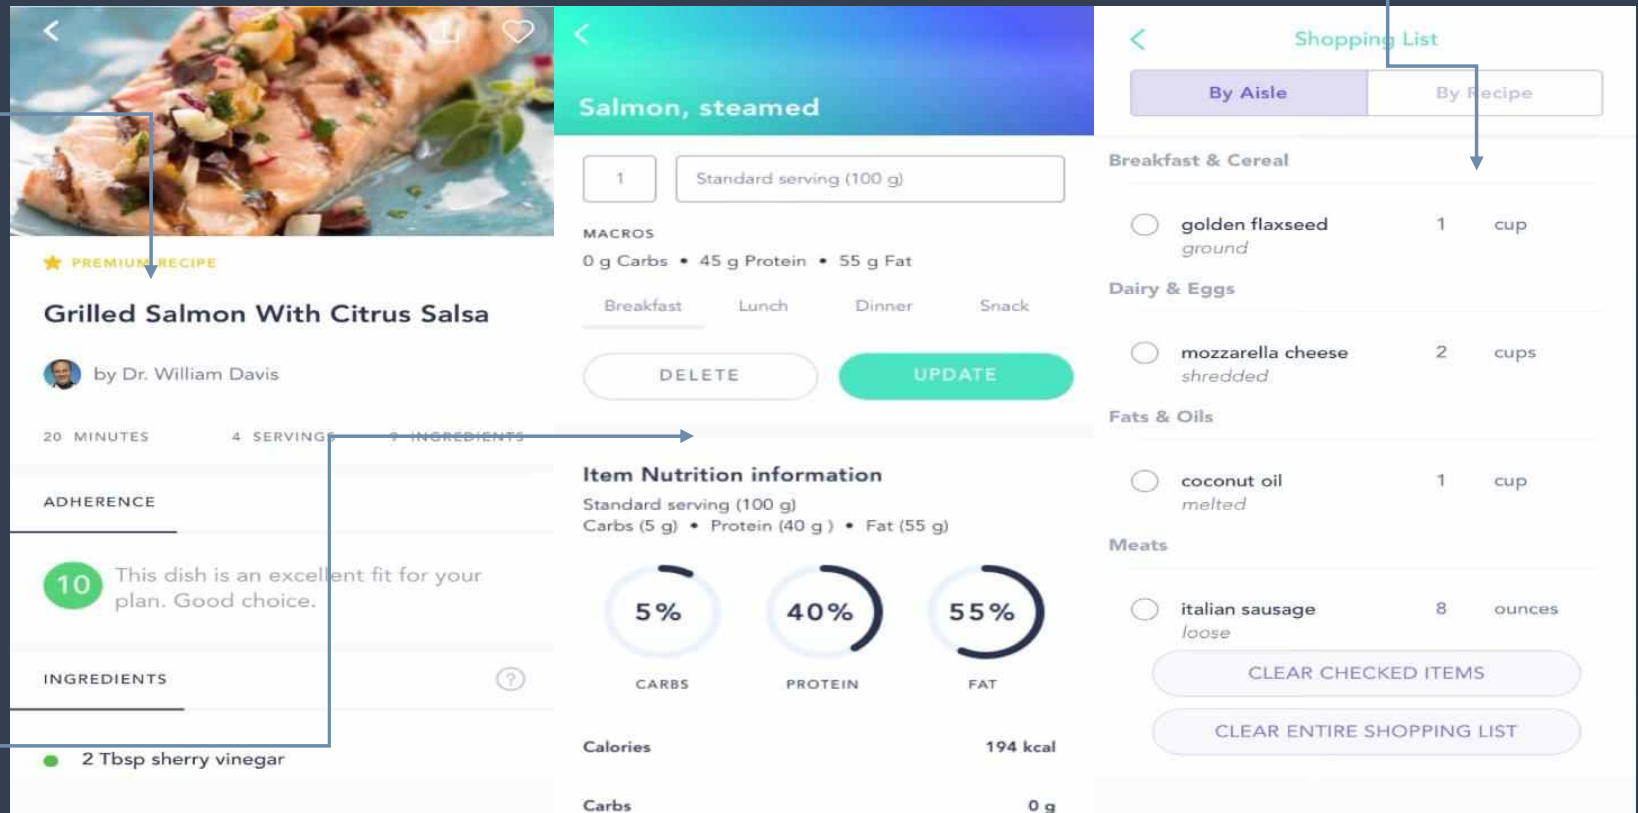 PREMIUM RECIPE
Grilled Salmon With Citrus Salsa
by Dr. William Davis
20 MINUTES 4 SERVINGS 9 INGREDIENTS
ADHERENCE
10
This dish is an excellent fit for your
plan. Good choice.
INGREDIENTS
?
2 Tbsp sherry vinegar
Salmon, steamed
1 Standard serving (100 g)
MACROS
0 g Carbs • 45 g Protein • 55 g Fat
Breakfast Lunch Dinner Snack
DELETE UPDATE
Item Nutrition information
Standard serving (100 g)
Carbs (5 g) • Protein (40 g ) • Fat (55 g)
5% 40% 55%
CARBS PROTEIN FAT
Calories 194 kcal
Carbs 0 g
Shopping List
By Aisle By Recipe
Breakfast & Cereal
golden flaxseed 1 cup
ground
Dairy & Eggs
mozzarella cheese 2 cups
shredded
Fats & Oils
coconut oil 1 cup
melted
Meats
italian sausage 8 ounces
loose
CLEAR CHECKED ITEMS
CLEAR ENTIRE SHOPPING LIST